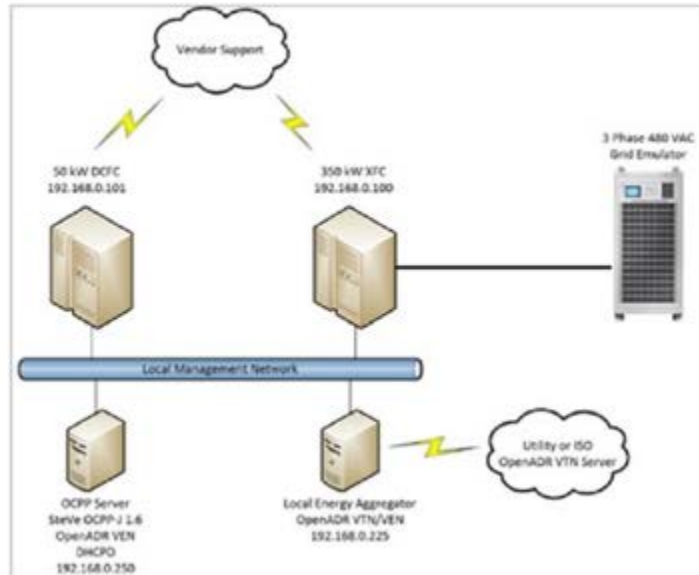 Vendor Support
3 Phase 480 VAC
Grid Emulator
50 kW DCFC
192.168.0.101
350 kW XFC
192.168.0.100
Local Management Network
OCPP Server
SteVe OCPP-J 1.6
OpenADR VEN
DHCPD
192.168.0.250
Local Energy Aggregator
OpenADR VTN/VEN
192.168.0.225
Utility or ISO
OpenADR VTN Server